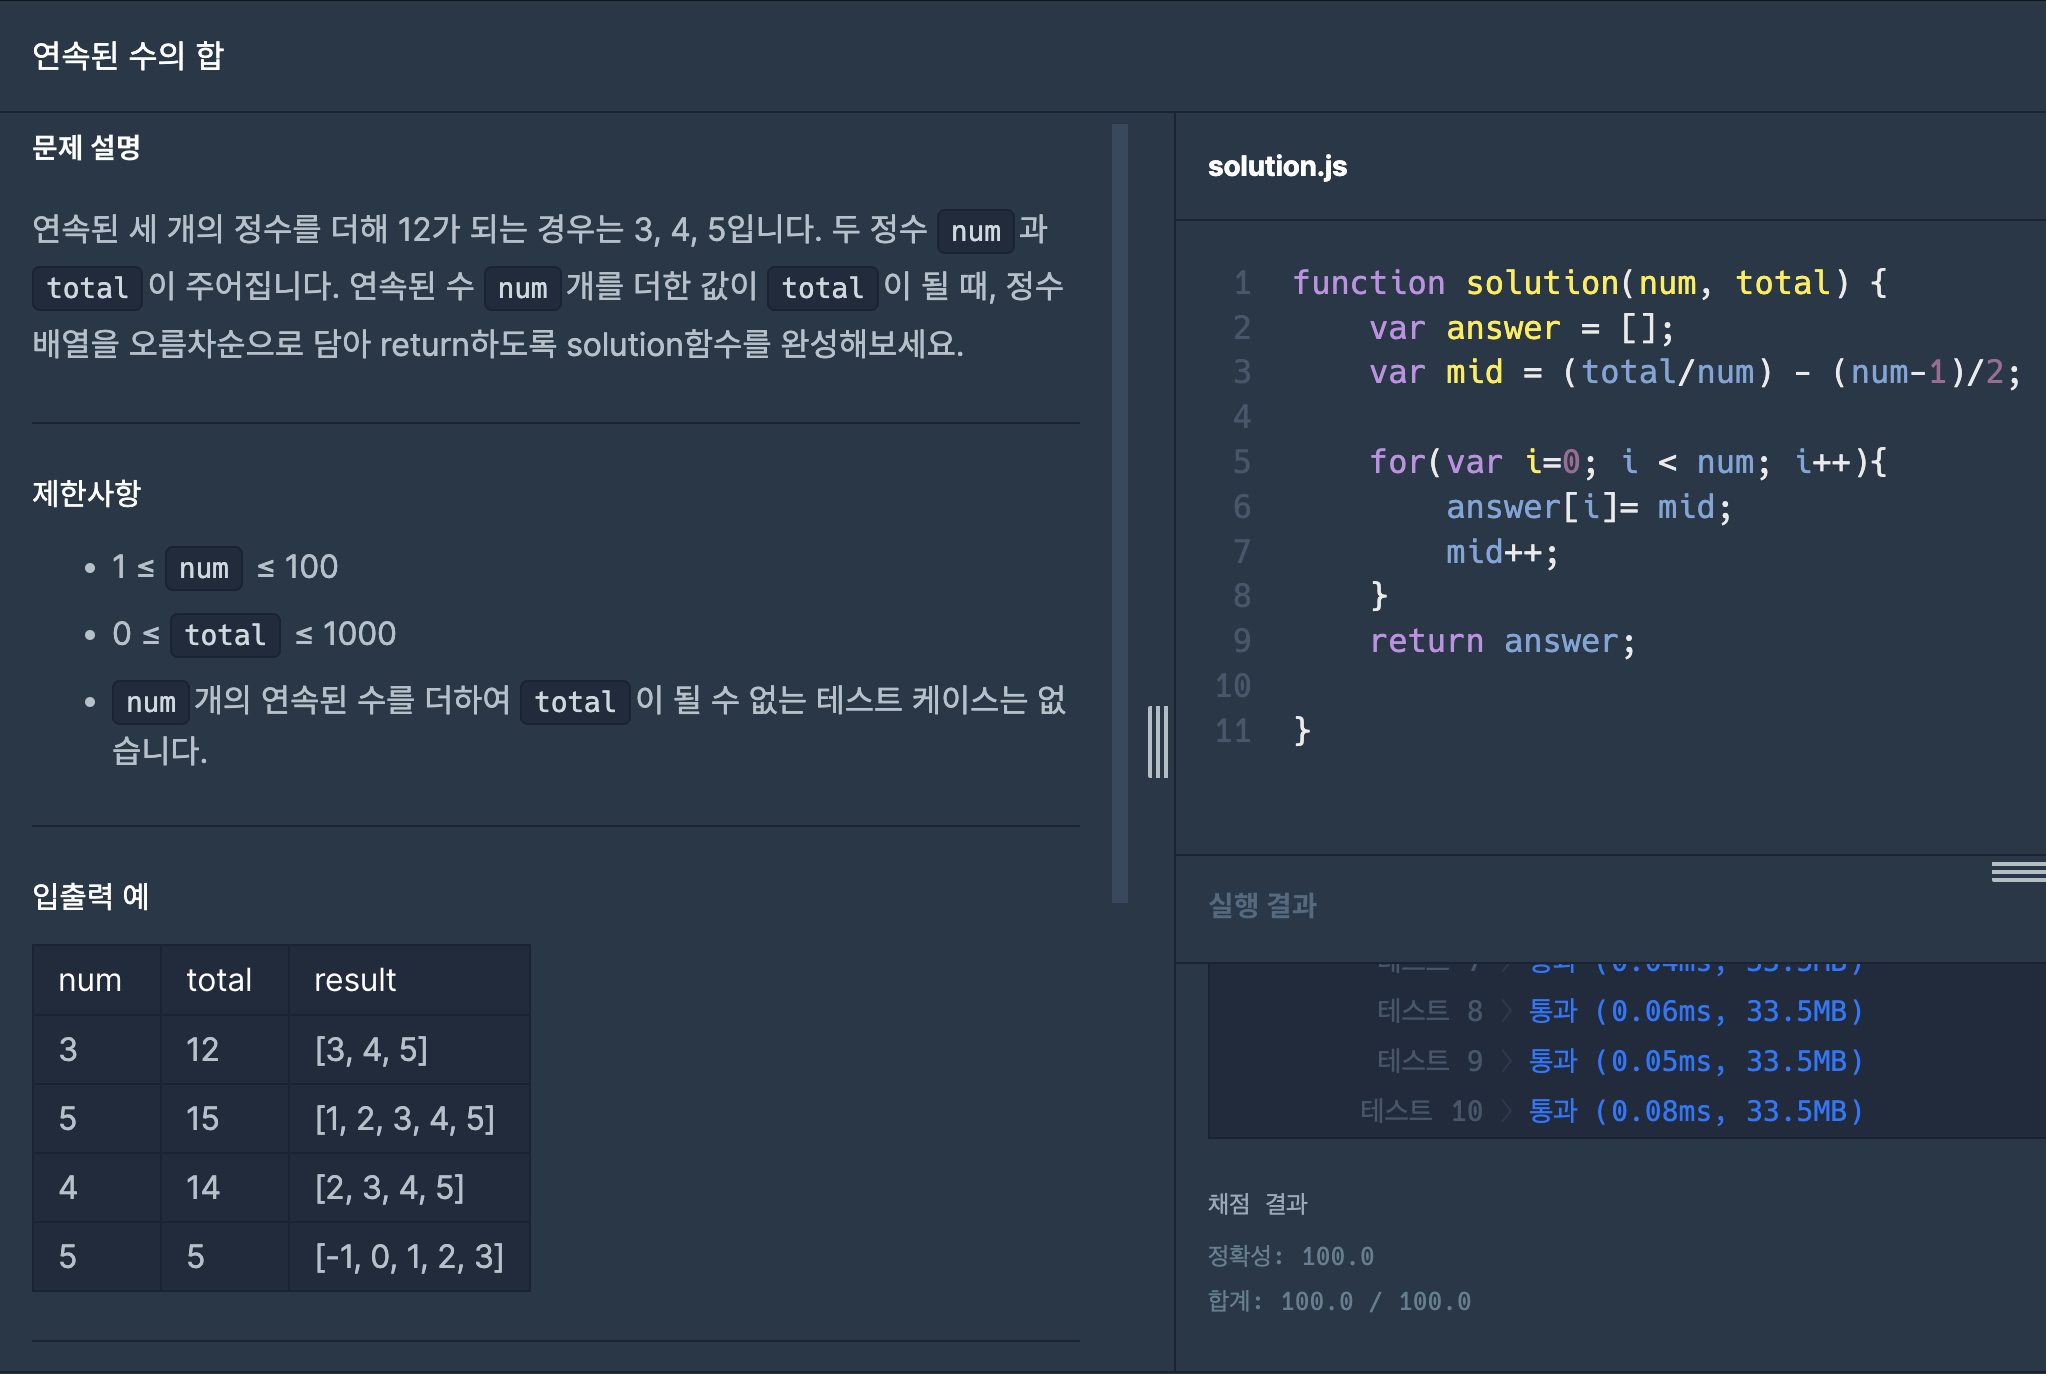 연속된 수의 합
문제 설명
연속된 세 개의 정수를 더해 12가 되는 경우는 3, 4, 5입니다. 두 정수 num 과
total 이 주어집니다. 연속된 수 num 개를 더한 값이 total 이 될 때, 정수
배열을 오름차순으로 담아 return하도록 solution함수를 완성해보세요.
제한사항
• 1 ≤ num ≤ 100
• 0 ≤ total ≤ 1000
• num 개의 연속된 수를 더하여 total 이 될 수 없는 테스트 케이스는 없
습니다.
입출력 예
num total result
3 12 [3, 4, 5]
5 15 [1, 2, 3, 4, 5]
4 14 [2, 3, 4, 5]
5 5 [-1, 0, 1, 2, 3]
solution.js
1 function solution(num, total) {
2 var answer = [];
3 var mid = (total/num) - (num-1)/2;
4
5 for(var i=0; i < num; i++){
6 answer[i]= mid;
7 mid++;
8 }
9 return answer;
10
11 }
실행 결과
테스트 7 〉 통과 (0.04ms, 33.5MB)
테스트 8 〉 통과 (0.06ms, 33.5MB)
테스트 9 〉 통과 (0.05ms, 33.5MB)
테스트 10 〉 통과 (0.08ms, 33.5MB)
채점 결과
정확성: 100.0
합계: 100.0 / 100.0